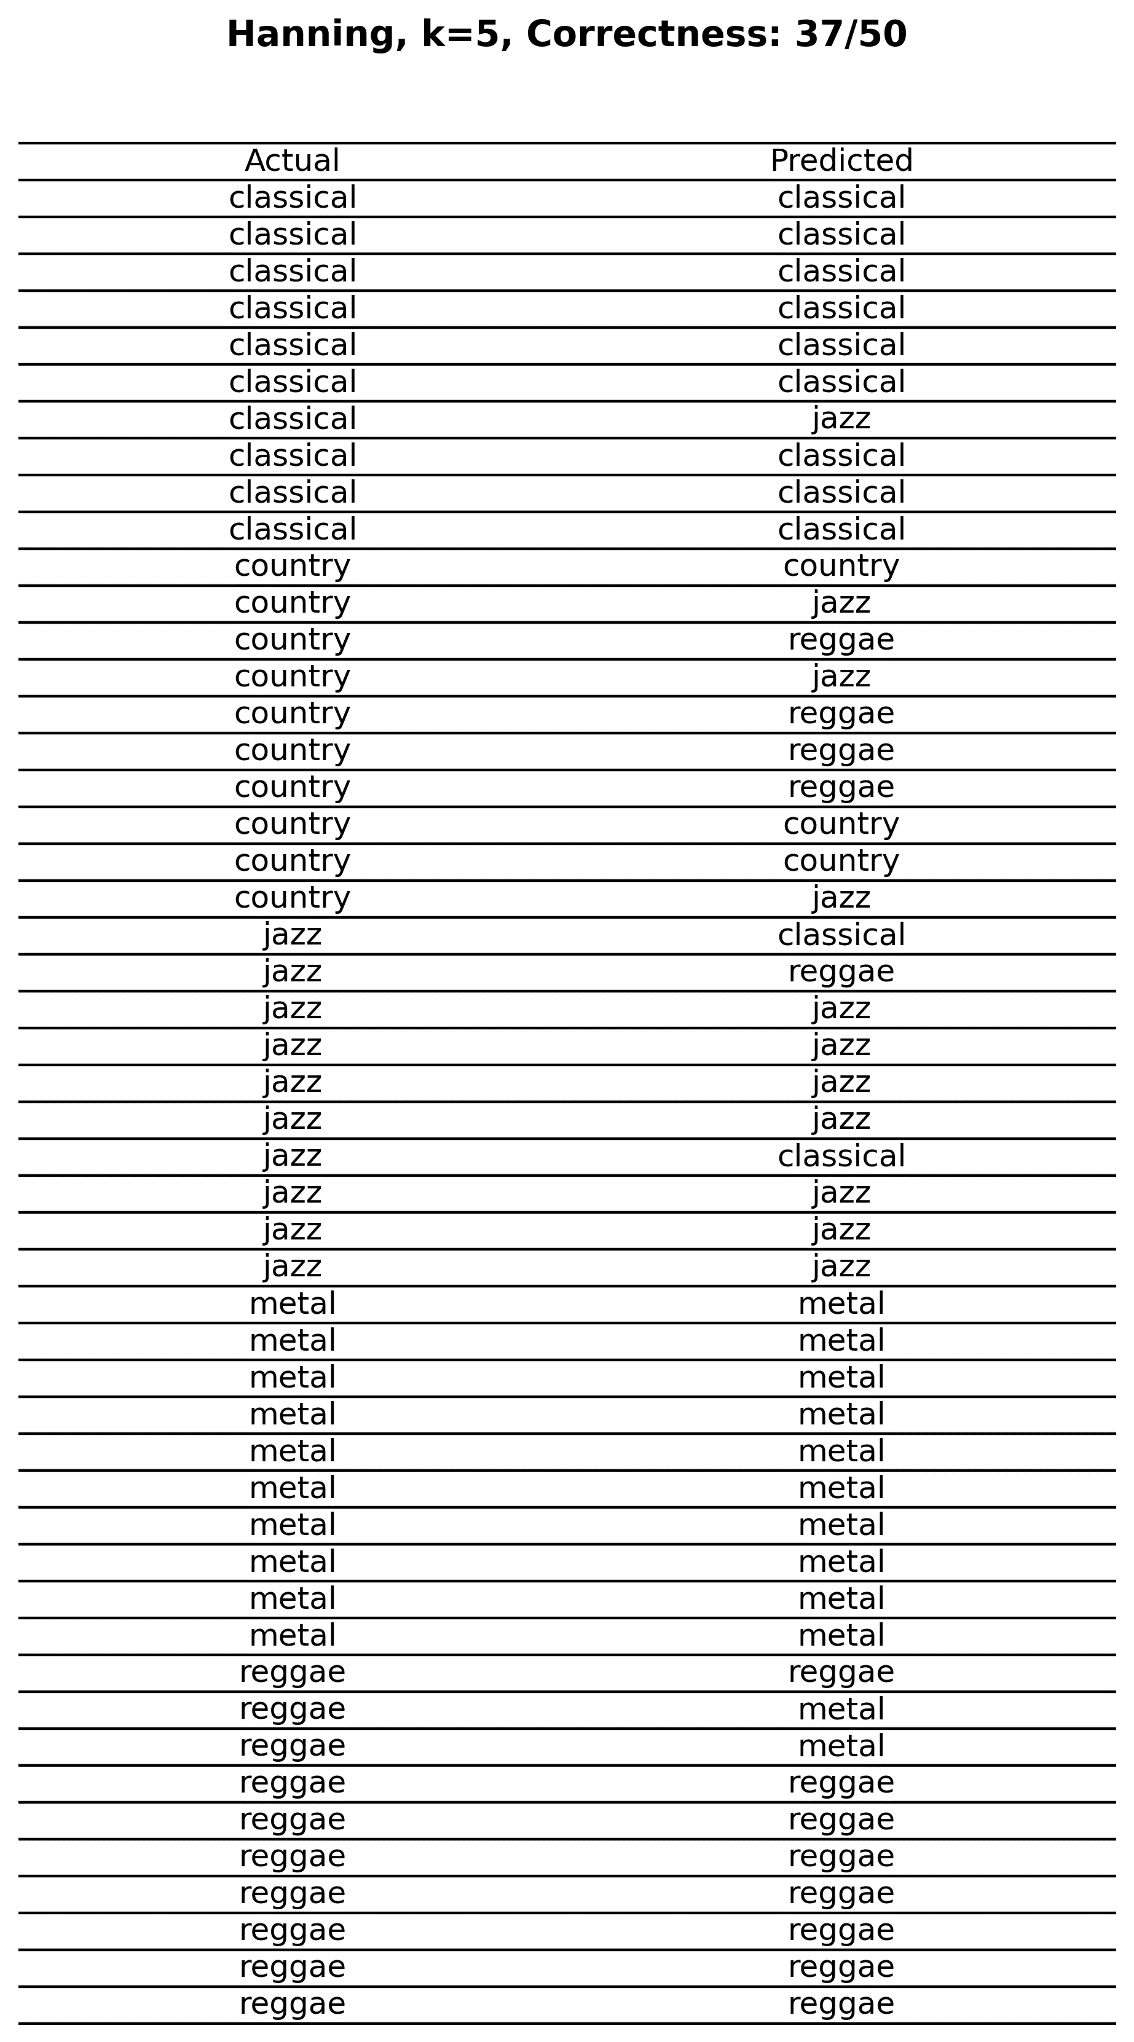 Hanning, k=5, Correctness: 37/50
Actual Predicted
classical classical
classical classical
classical classical
classical classical
classical classical
classical classical
classical jazz
classical classical
classical classical
classical classical
country country
country jazz
country reggae
country jazz
country reggae
country reggae
country reggae
country country
country country
country jazz
jazz classical
jazz reggae
jazz jazz
jazz jazz
jazz jazz
jazz jazz
jazz classical
jazz jazz
jazz jazz
jazz jazz
metal metal
metal metal
metal metal
metal metal
metal metal
metal metal
metal metal
metal metal
metal metal
metal metal
reggae reggae
reggae metal
reggae metal
reggae reggae
reggae reggae
reggae reggae
reggae reggae
reggae reggae
reggae reggae
reggae reggae